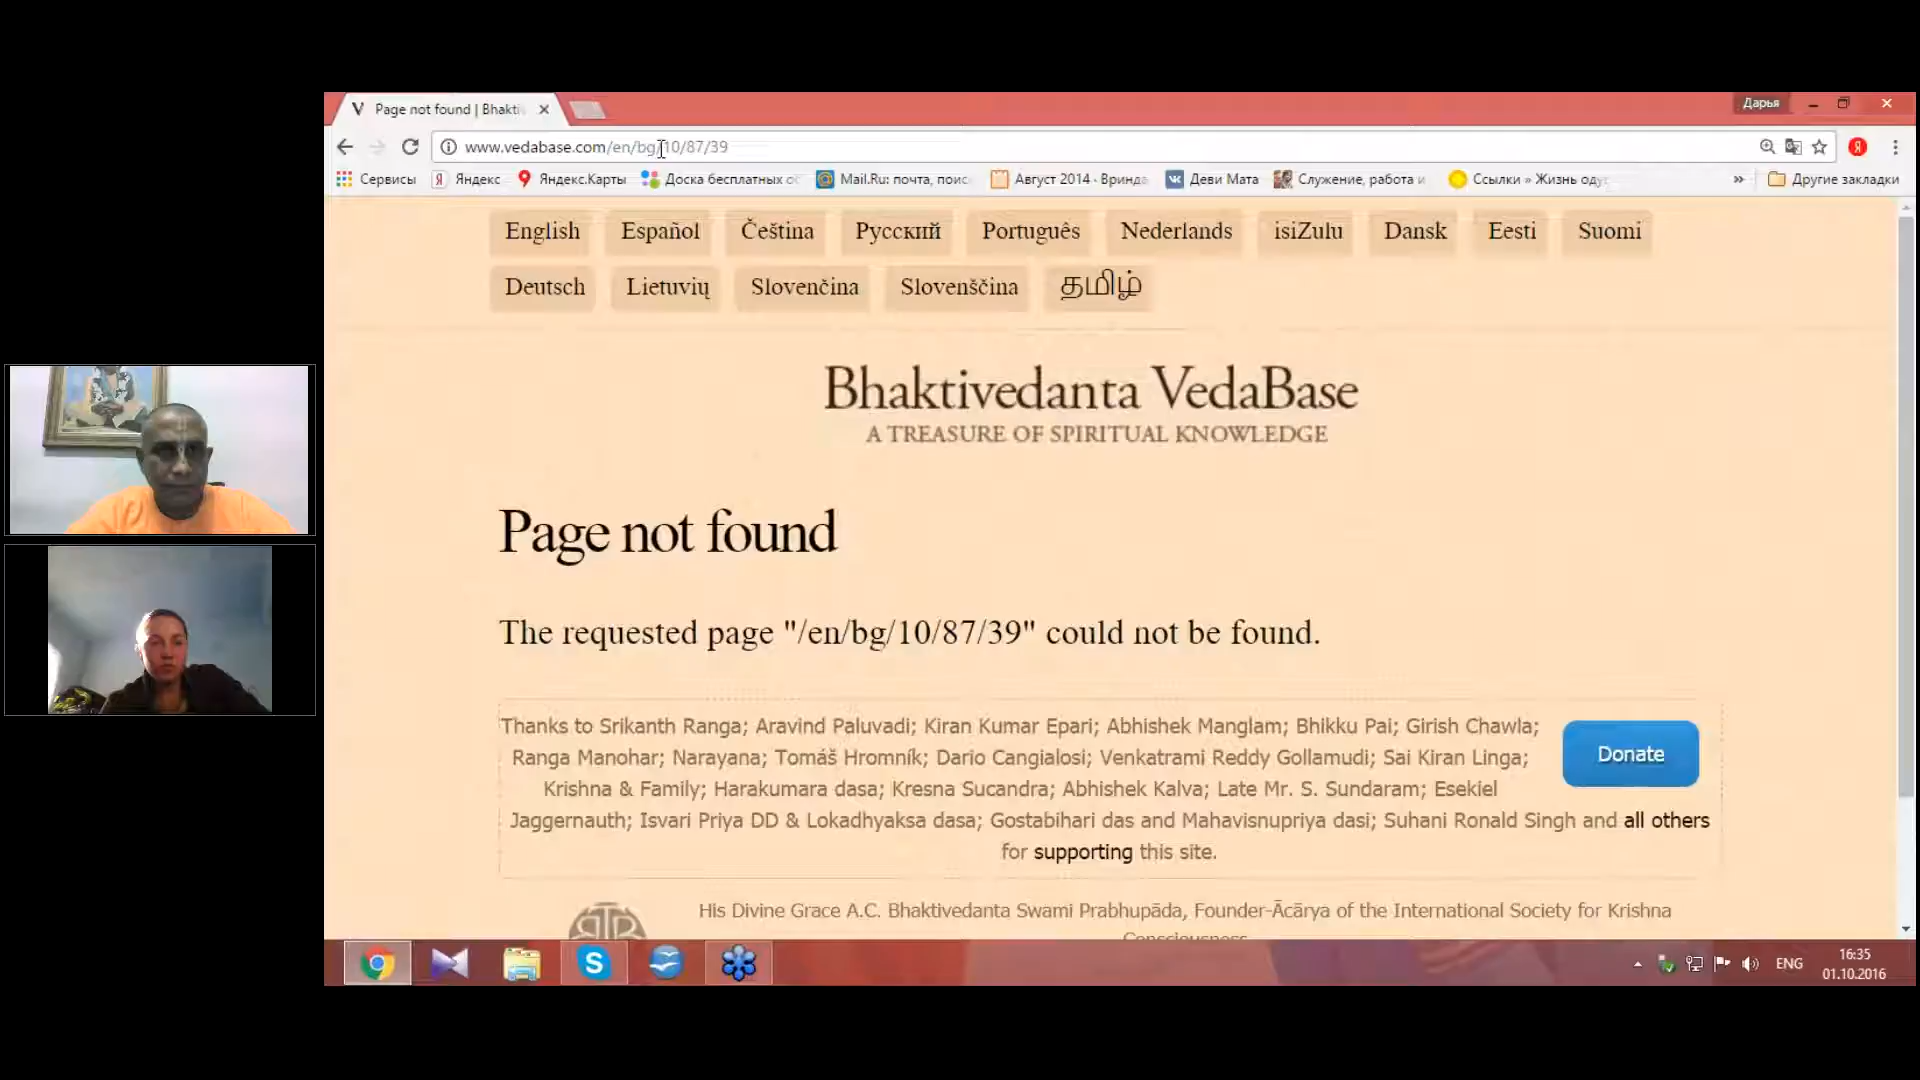 Page not found | Bhakti
Дарья
www.vedabase.com/en/bg/10/87/39
Сервисы Яндекс Яндекс.Карты Доска бесплатных о Mail.Ru: почта, поис Август 2014 - Вринда Деви Мата Служение, работа и Ссылки » Жизнь оду » Другие закладки
English Español Čeština Русский Português Nederlands isiZulu Dansk Eesti Suomi
Deutsch Lietuvių Slovenčina Slovenščina தமிழ்
Bhaktivedanta VedaBase
A TREASURE OF SPIRITUAL KNOWLEDGE
Page not found
The requested page "/en/bg/10/87/39" could not be found.
Thanks to Srikanth Ranga; Aravind Paluvadi; Kiran Kumar Epari; Abhishek Manglam; Bhikku Pai; Girish Chawla;
Ranga Manohar; Narayana; Tomáš Hromník; Dario Cangialosi; Venkatrami Reddy Gollamudi; Sai Kiran Linga;
Krishna & Family; Harakumara dasa; Kresna Sucandra; Abhishek Kalva; Late Mr. S. Sundaram; Esekiel
Jaggernauth; Isvari Priya DD & Lokadhyaksa dasa; Gostabihari das and Mahavisnupriya dasi; Suhani Ronald Singh and all others
for supporting this site.
Donate
His Divine Grace A.C. Bhaktivedanta Swami Prabhupāda, Founder-Ācārya of the International Society for Krishna
Consciousness
ENG
16:35
01.10.2016